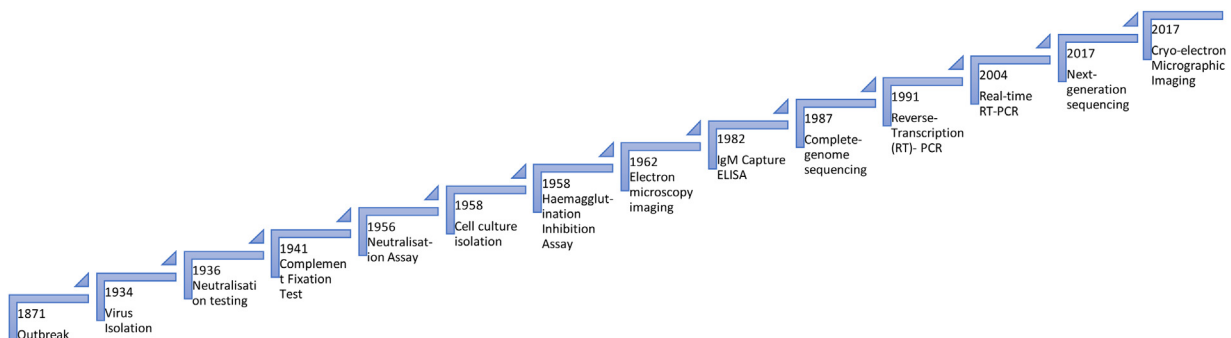 1871
Outbreak
1934
Virus
Isolation
1936
Neutralisati
on testing
1941
Complemen
t Fixation
Test
1956
Neutralisat-
ion Assay
1958
Cell culture
isolation
1958
Haemagglut-
ination
Inhibition
Assay
1962
Electron
microscopy
imaging
1982
IgM Capture
ELISA
1987
Complete-
genome
sequencing
1991
Reverse-
Transcription
(RT)- PCR
2004
Real-time
RT-PCR
2017
Next-
generation
sequencing
2017
Cryo-electron
Micrographic
Imaging